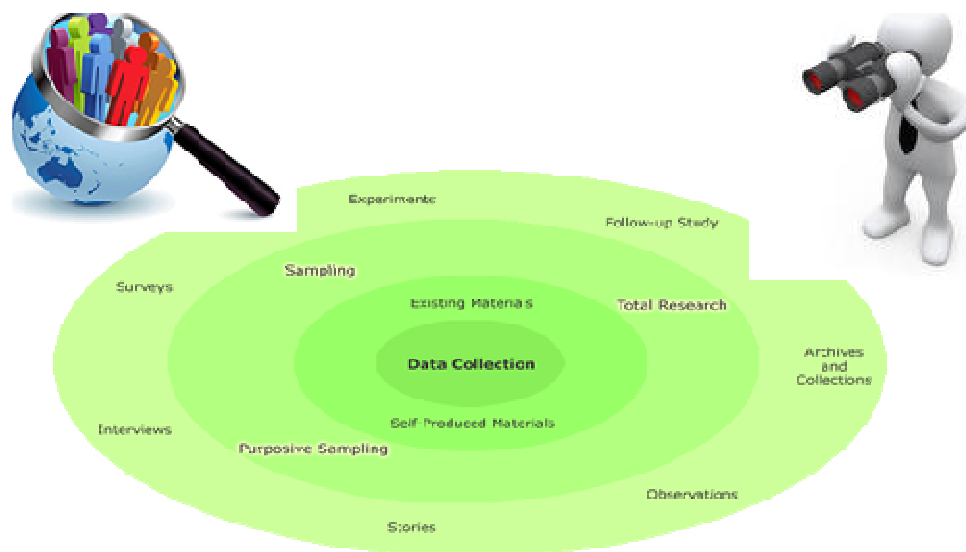 Experiments
Follow-up Study
Sampling
Surveys
Existing Materials
Total Research
Data Collection
Archives
and
Collections
Self-Produced Materials
Interviews
Purposive Sampling
Observations
Stories